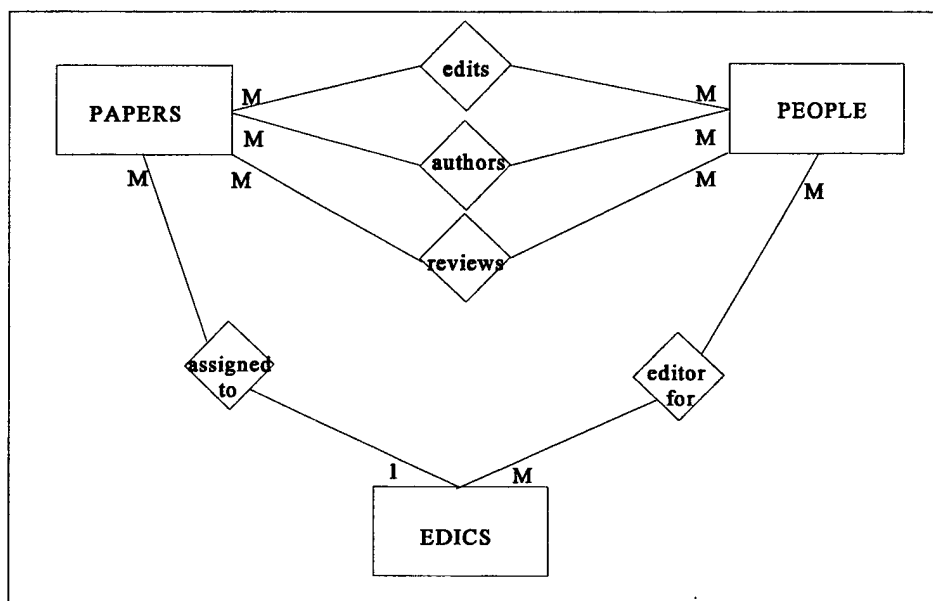 edits
M
M
PAPERS
PEOPLE
M
M
authors
M
M
M
M
reviews
assigned
to
editor
for
1
M
EDICS